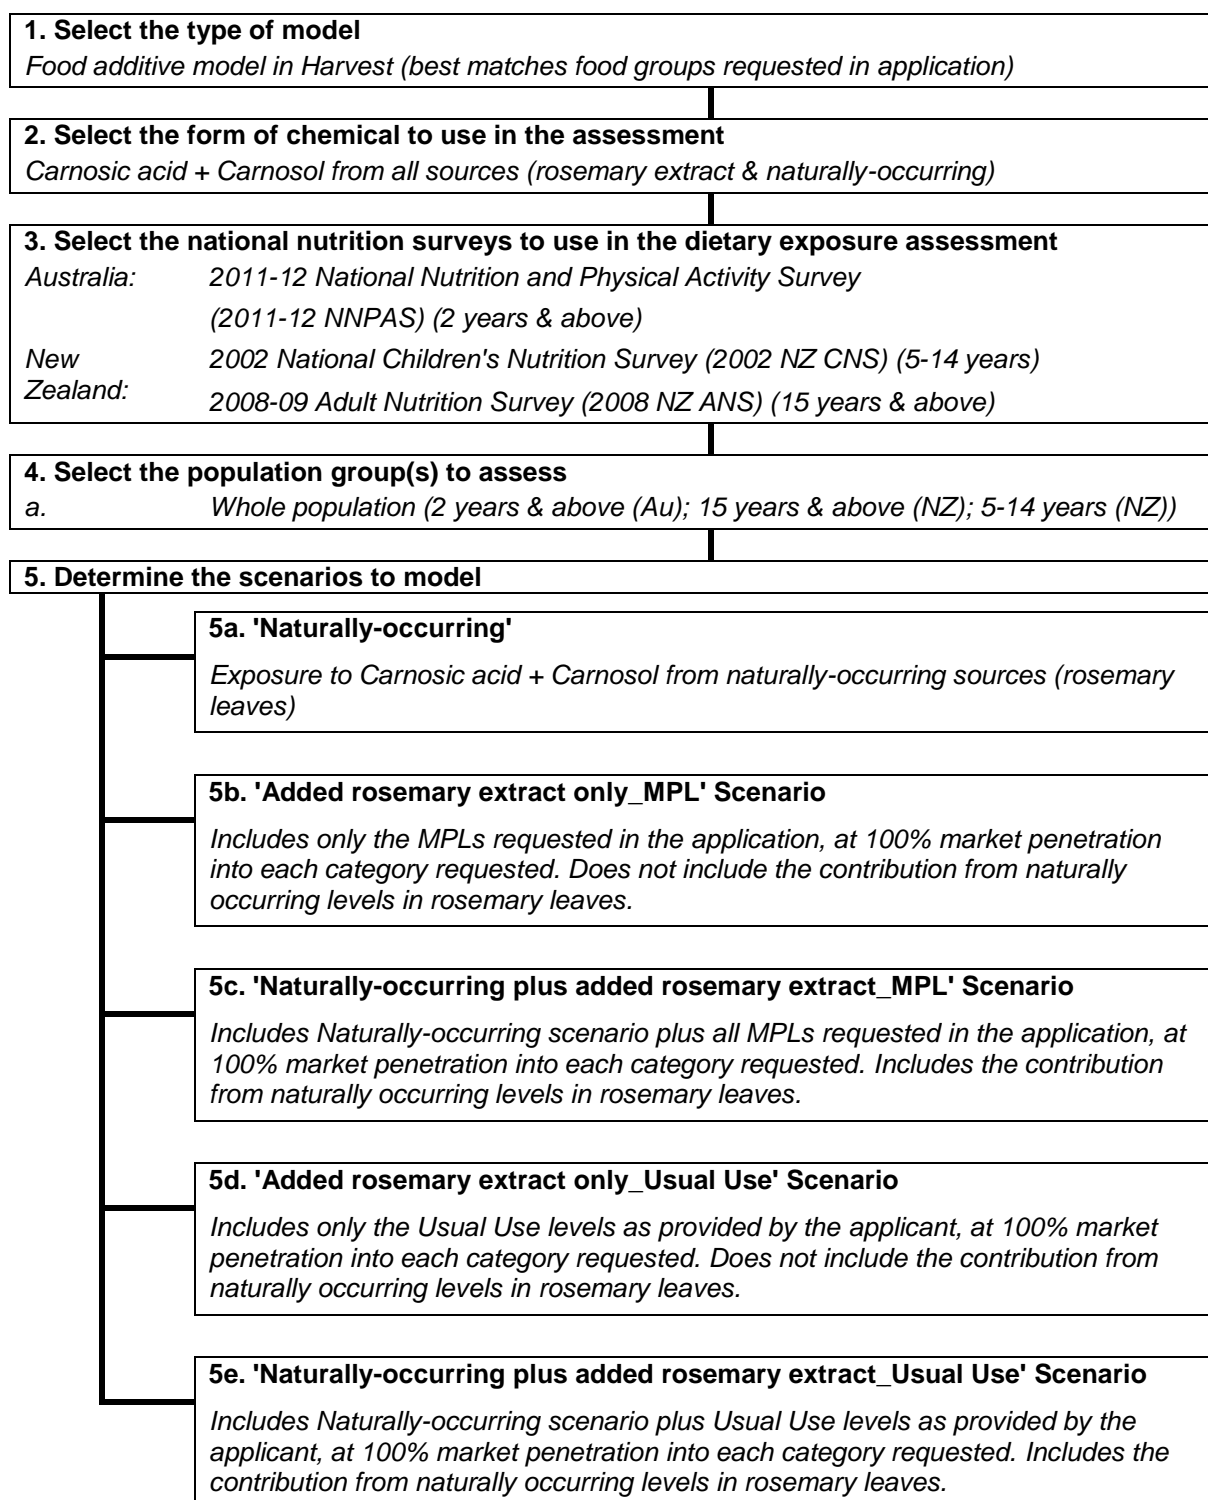 1. Select the type of model
Food additive model in Harvest (best matches food groups requested in application)
2. Select the form of chemical to use in the assessment
Carnosic acid + Carnosol from all sources (rosemary extract & naturally-occurring)
3. Select the national nutrition surveys to use in the dietary exposure assessment
Australia: 2011-12 National Nutrition and Physical Activity Survey
(2011-12 NNPAS) (2 years & above)
New 2002 National Children's Nutrition Survey (2002 NZ CNS) (5-14 years)
Zealand:
2008-09 Adult Nutrition Survey (2008 NZ ANS) (15 years & above)
4. Select the population group(s) to assess
a. Whole population (2 years & above (Au); 15 years & above (NZ); 5-14 years (NZ))
5. Determine the scenarios to model
5a. 'Naturally-occurring'
Exposure to Carnosic acid + Carnosol from naturally-occurring sources (rosemary
leaves)
5b. 'Added rosemary extract only_MPL' Scenario
Includes only the MPLs requested in the application, at 100% market penetration
into each category requested. Does not include the contribution from naturally
occurring levels in rosemary leaves.
5c. 'Naturally-occurring plus added rosemary extract_MPL' Scenario
Includes Naturally-occurring scenario plus all MPLs requested in the application, at
100% market penetration into each category requested. Includes the contribution
from naturally occurring levels in rosemary leaves.
5d. 'Added rosemary extract only_Usual Use' Scenario
Includes only the Usual Use levels as provided by the applicant, at 100% market
penetration into each category requested. Does not include the contribution from
naturally occurring levels in rosemary leaves.
5e. 'Naturally-occurring plus added rosemary extract_Usual Use' Scenario
Includes Naturally-occurring scenario plus Usual Use levels as provided by the
applicant, at 100% market penetration into each category requested. Includes the
contribution from naturally occurring levels in rosemary leaves.